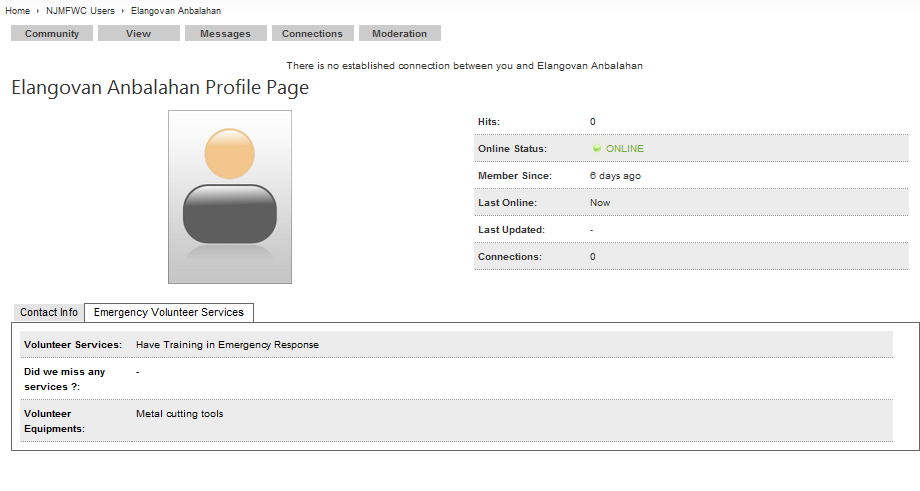 Home › NJMFWC Users › Elangovan Anbalahan
Community View Messages Connections Moderation
There is no established connection between you and Elangovan Anbalahan
Elangovan Anbalahan Profile Page
Hits: 0
Online Status: ONLINE
Member Since: 6 days ago
Last Online: Now
Last Updated: -
Connections: 0
Contact Info Emergency Volunteer Services
Volunteer Services: Have Training in Emergency Response
Did we miss any -
services ?:
Volunteer Metal cutting tools
Equipments: